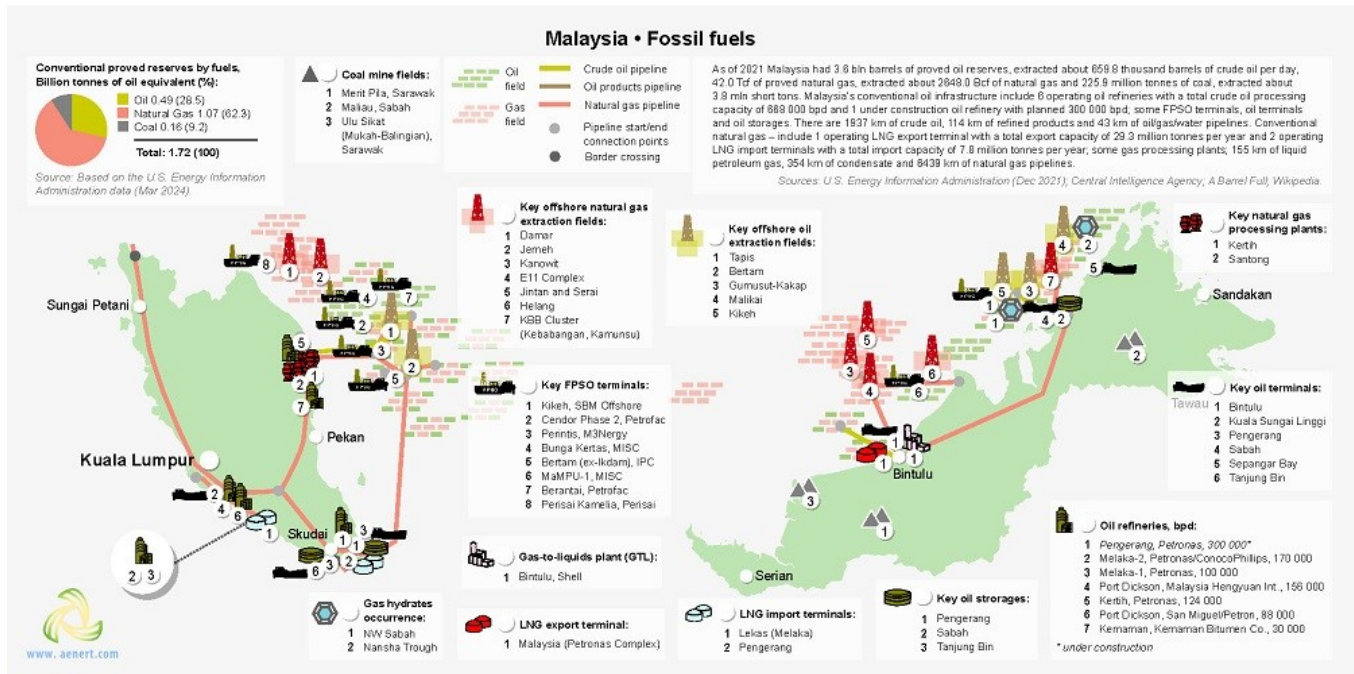 Malaysia • Fossil fuels
Conventional proved reserves by fuels,
Billion tonnes of oil equivalent (%):
Oil 0.49 (28.5)
Natural Gas 1.07 (62.3)
Coal 0.16 (9.2)
Total: 1.72 (100)
Source: Based on the U.S. Energy Information
Administration data (Mar 2024).
Coal mine fields:
1 Merit Pila, Sarawak
2 Maliau, Sabah
3 Ulu Sikat
(Mukah-Balingian),
Sarawak
Oil
field
Gas
field
Crude oil pipeline
Oil products pipeline
Natural gas pipeline
Pipeline start/end
connection points
Border crossing
As of 2021 Malaysia had 3.6 bln barrels of proved oil reserves, extracted about 659.8 thousand barrels of crude oil per day,
42.0 Tcf of proved natural gas, extracted about 2648.0 Bcf of natural gas and 225.9 million tonnes of coal, extracted about
3.8 mln short tons. Malaysia's conventional oil infrastructure include 6 operating oil refineries with a total crude oil processing
capacity of 668 000 bpd and 1 under construction oil refinery with planned 300 000 bpd; some FPSO terminals, oil terminals
and oil storages. There are 1937 km of crude oil, 114 km of refined products and 43 km of oil/gas/water pipelines. Conventional
natural gas – include 1 operating LNG export terminal with a total export capacity of 29.3 million tonnes per year and 2 operating
LNG import terminals with a total import capacity of 7.8 million tonnes per year; some gas processing plants; 155 km of liquid
petroleum gas, 354 km of condensate and 6439 km of natural gas pipelines.
Sources: U.S. Energy Information Administration (Dec 2021); Central Intelligence Agency; A Barrel Full, Wikipedia.
Key offshore natural gas
extraction fields:
1 Damar
2 Jerneh
3 Kanowit
4 E11 Complex
5 Jintan and Serai
6 Helang
7 KBB Cluster
(Kebabangan, Kamunsu)
Key offshore oil
extraction fields:
1 Tapis
2 Bertam
3 Gumusut-Kakap
4 Malikai
5 Kikeh
Key natural gas
processing plants:
1 Kertih
2 Santong
Key FPSO terminals:
1 Kikeh, SBM Offshore
2 Cendor Phase 2, Petrofac
3 Perintis, M3Nergy
4 Bunga Kertas, MISC
5 Bertam (ex-Ikdam), IPC
6 MaMPU-1, MISC
7 Berantai, Petrofac
8 Perisai Kamelia, Perisai
Key oil terminals:
1 Bintulu
2 Kuala Sungai Linggi
3 Pengerang
4 Sabah
5 Sepangar Bay
6 Tanjung Bin
Oil refineries, bpd:
1 Pengerang, Petronas, 300 000*
2 Melaka-2, Petronas/ConocoPhillips, 170 000
3 Melaka-1, Petronas, 100 000
4 Port Dickson, Malaysia Hengyuan Int., 156 000
5 Kertih, Petronas, 124 000
6 Port Dickson, San Miguel/Petron, 88 000
7 Kemaman, Kemaman Bitumen Co., 30 000
* under construction
Gas-to-liquids plant (GTL):
1 Bintulu, Shell
LNG export terminal:
1 Malaysia (Petronas Complex)
LNG import terminals:
1 Lekas (Melaka)
2 Pengerang
Key oil strorages:
1 Pengerang
2 Sabah
3 Tanjung Bin
Gas hydrates
occurrence:
1 NW Sabah
2 Nansha Trough
Sungai Petani
Kuala Lumpur
Pekan
Skudai
Sandakan
Tawau
Bintulu
Serian
www.aenert.com